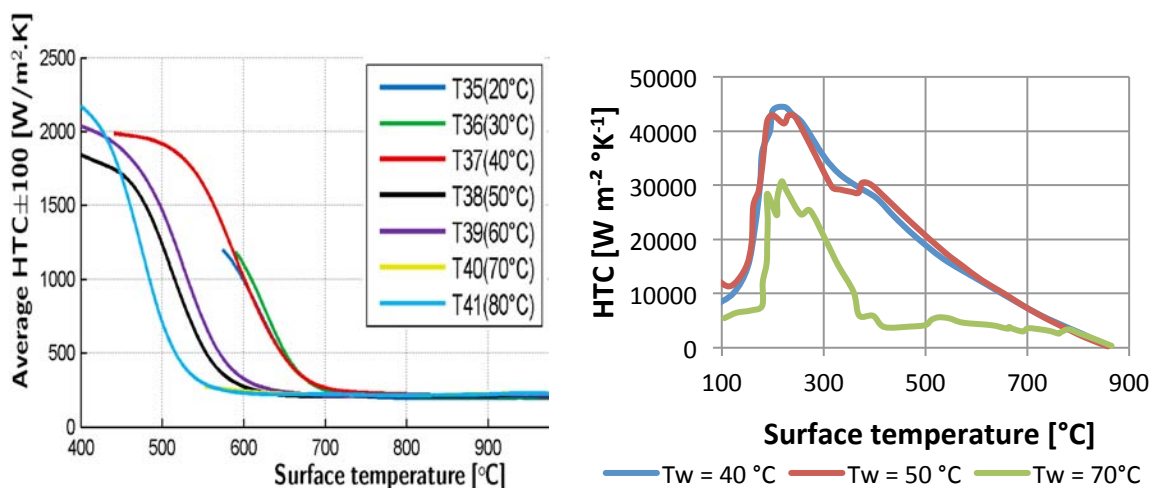 Average HTC±100 [W/m².K]
2500
2000
1500
1000
500
0
400
500
600
700
800
900
Surface temperature [°C]
T35(20°C)
T36(30°C)
T37(40°C)
T38(50°C)
T39(60°C)
T40(70°C)
T41(80°C)
HTC [W m⁻² °K⁻¹]
50000
40000
30000
20000
10000
0
100
300
500
700
900
Surface temperature [°C]
Tw = 40 °C
Tw = 50 °C
Tw = 70°C